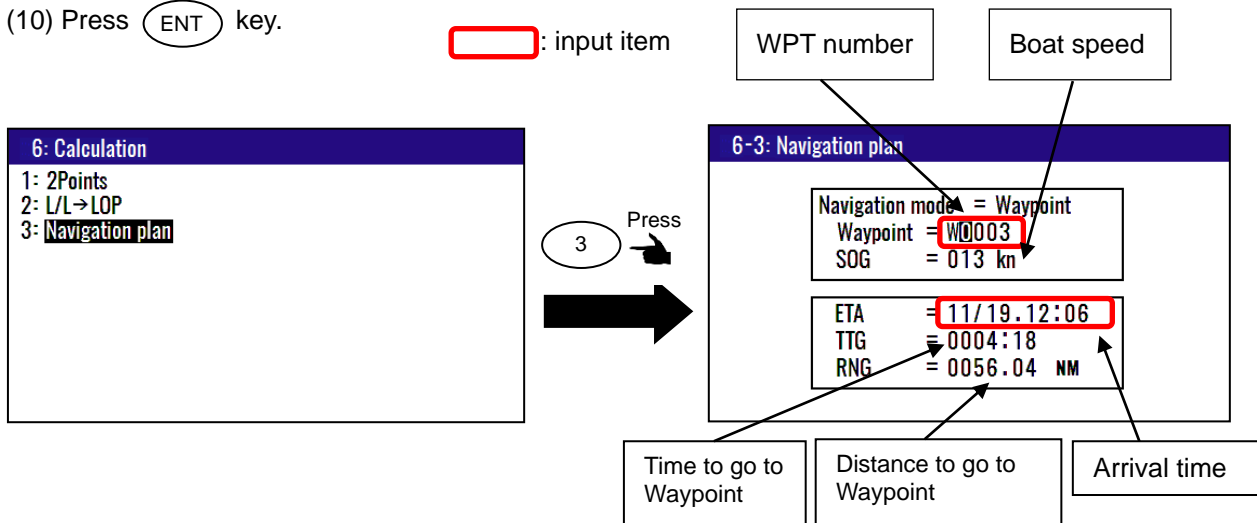 (10) Press ENT key.
: input item
WPT number
Boat speed
6: Calculation
1: 2Points
2: L/L→LOP
3: Navigation plan
3
Press
6-3: Navigation plan
Navigation mode = Waypoint
Waypoint = W0003
SOG = 013 kn
ETA = 11/19.12:06
TTG = 0004:18
RNG = 0056.04 NM
Time to go to
Waypoint
Distance to go to
Waypoint
Arrival time